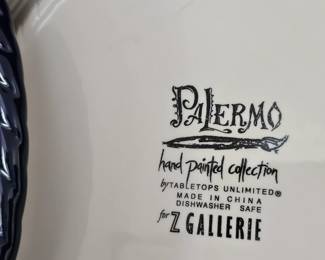 PALERMO
hand painted collection
by TABLETOPS UNLIMITED®
MADE IN CHINA
DISHWASHER SAFE
for Z GALLERIE